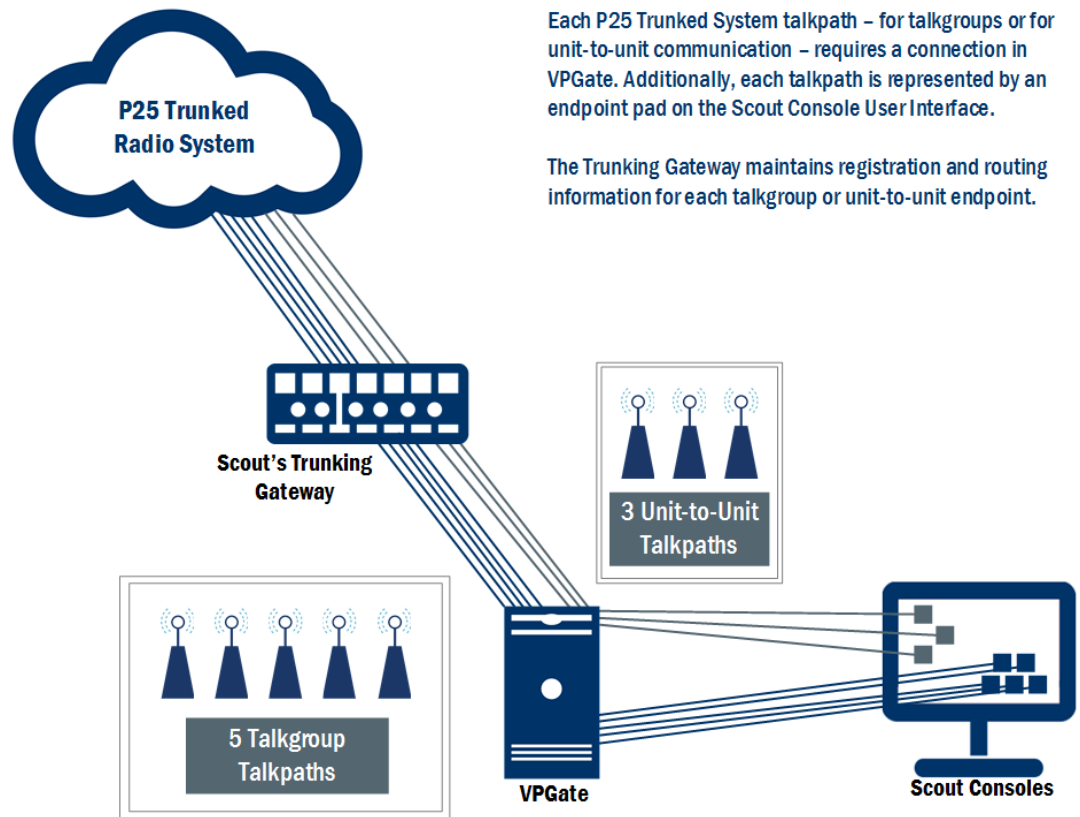 Each P25 Trunked System talkpath – for talkgroups or for
unit-to-unit communication – requires a connection in
VPGate. Additionally, each talkpath is represented by an
endpoint pad on the Scout Console User Interface.
The Trunking Gateway maintains registration and routing
information for each talkgroup or unit-to-unit endpoint.
P25 Trunked
Radio System
Scout's Trunking
Gateway
3 Unit-to-Unit
Talkpaths
5 Talkgroup
Talkpaths
VPGate
Scout Consoles